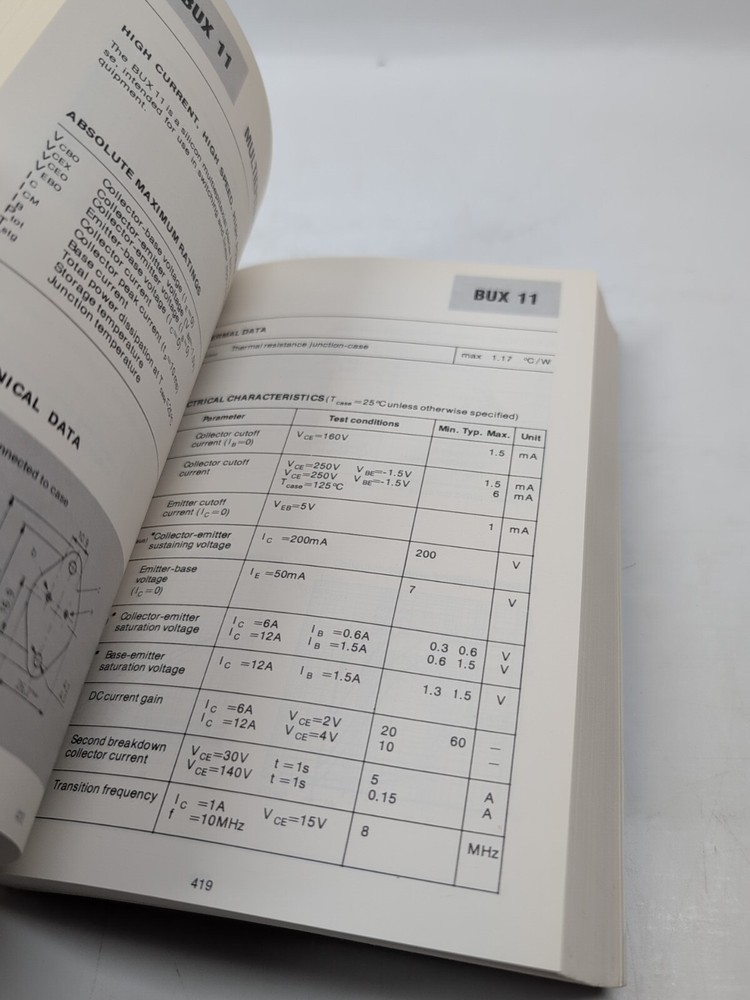 BUX 11
HIGH CURRENT, HIGH SPEED,
The BUX 11 is a silicon multiepitaxial
se, intended for use in switching
quipment.
ABSOLUTE MAXIMUM RATINGS
VCBO Collector-base voltage
VCEX Collector-emitter voltage
VCEO Collector-emitter voltage
VEBO Emitter-base voltage
IC Collector current
ICM Collector peak current
IB Base current
Ptot Total power dissipation at Tcase
Tstg Storage temperature
Junction temperature
NICAL DATA
nnected to case
BUX 11
RMAL DATA
Thermal resistance junction-case max 1.17 °C/W
CTRICAL CHARACTERISTICS (Tcase =25°C unless otherwise specified)
Parameter Test conditions Min. Typ. Max. Unit
Collector cutoff VCE=160V
current (IB=0) 1.5 mA
Collector cutoff VCE=250V VBE=-1.5V 1.5 mA
current VCE=250V VBE=-1.5V
Tcase=125°C 6 mA
Emitter cutoff VEB=5V
current (IC=0) 1 mA
*Collector-emitter IC =200mA 200 V
sustaining voltage
Emitter-base IE =50mA 7 V
voltage
(IC=0)
* Collector-emitter IC =6A IB =0.6A 0.3 0.6 V
saturation voltage IC =12A IB =1.5A 0.6 1.5 V
* Base-emitter IC =12A IB =1.5A 1.3 1.5 V
saturation voltage
DC current gain IC =6A VCE=2V 20 60 —
IC =12A VCE=4V 10 —
Second breakdown VCE=30V t=1s 5 A
collector current VCE=140V t=1s 0.15 A
Transition frequency IC =1A VCE=15V 8 MHz
f =10MHz
419